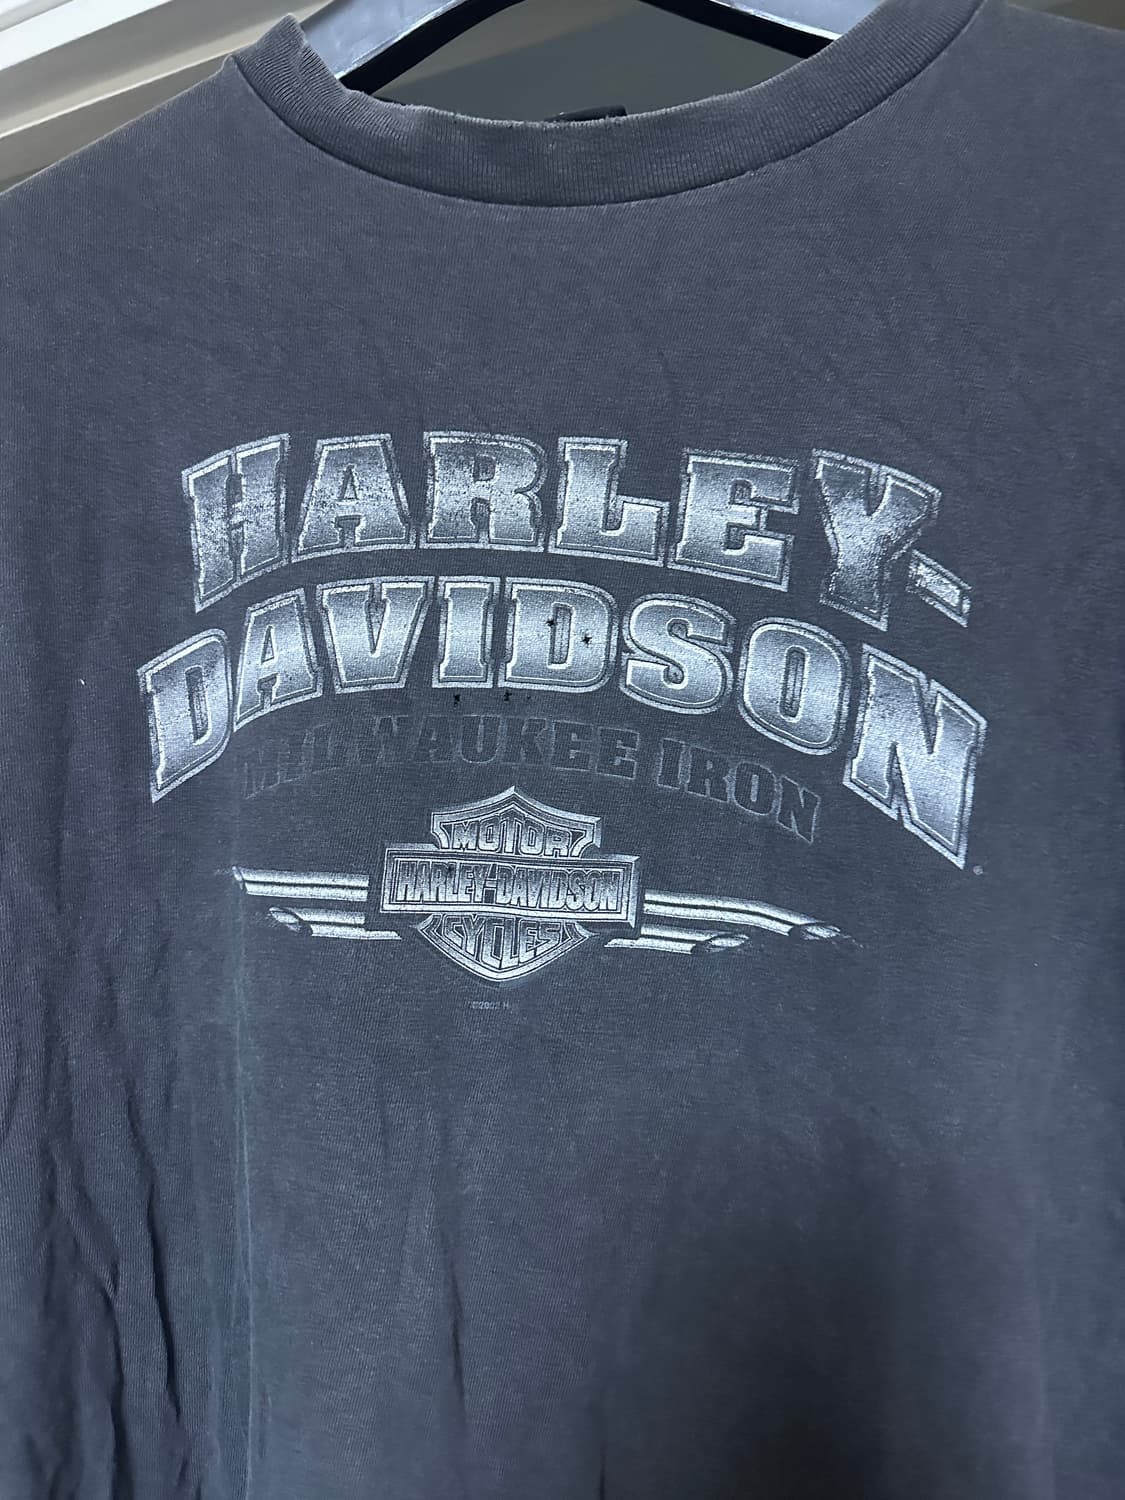 HARLEY-
DAVIDSON
MILWAUKEE IRON
MOTOR
HARLEY-DAVIDSON
CYCLES